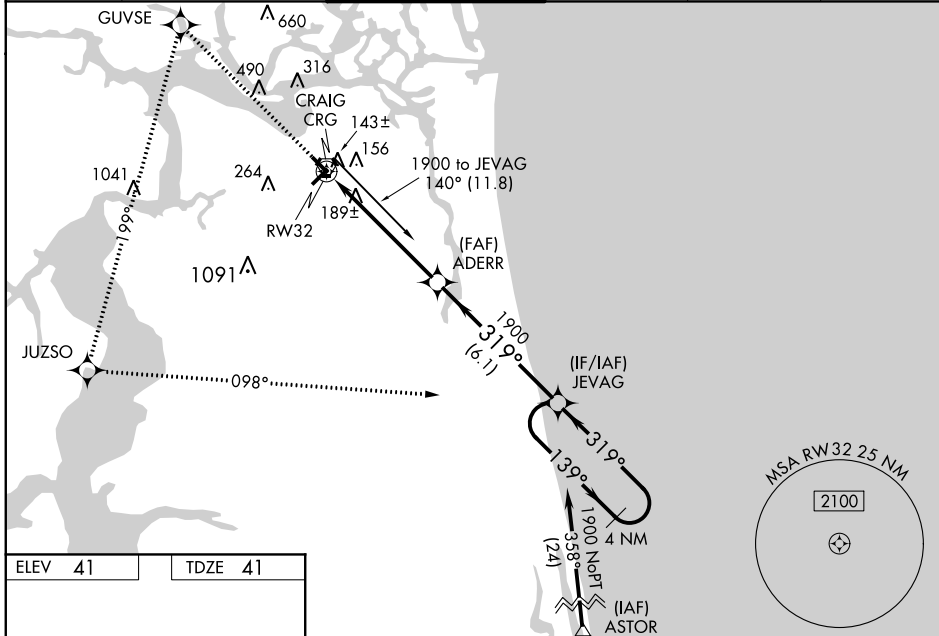 GUVSE
660
490
316
CRAIG
CRG
143±
156
1900 to JEVAG
140° (11.8)
1041
264
189±
199°
RW32
(FAF)
ADERR
1091
1900
319°
(6.1)
JUZSO
098°
(IF/IAF)
JEVAG
319°
139°
MSA RW32 25 NM
2100
4 NM
1900 NoPT
358°
(24)
(IAF)
ASTOR
ELEV 41
TDZE 41